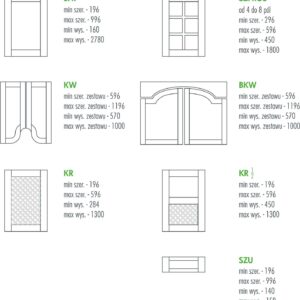 min szer. - 196
max szer. - 996
min wys. - 160
max wys. - 2780
od 4 do 8 pól
min szer. - 296
max szer. - 596
min wys. - 450
max wys. - 1800
KW
min szer. zestawu - 596
max szer. zestawu - 1196
min wys. zestawu - 570
max wys. zestawu - 1000
BKW
min szer. zestawu - 596
max szer. zestawu - 1196
min wys. zestawu - 570
max wys. zestawu - 1000
KR
min szer. - 196
max szer. - 596
min wys. - 284
max wys. - 1300
KR ½
min szer. - 196
max szer. - 596
min wys. - 450
max wys. - 1300
SZU
min szer. - 196
max szer. - 996
min wys. - 140